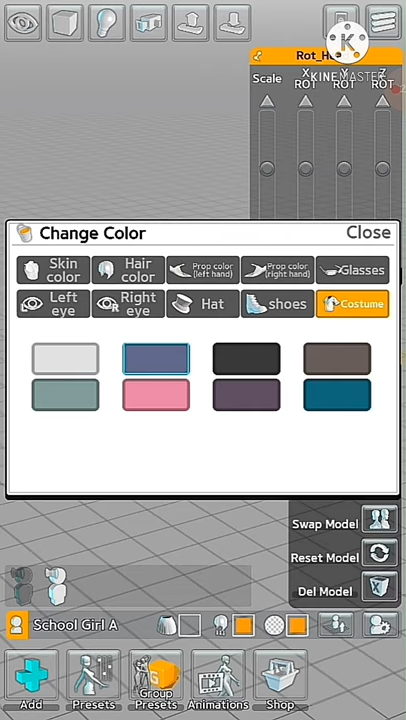 K
KINEMASTER
Scale
X
ROT
Y
ROT
Z
ROT
Change Color
Close
Skin color
Hair color
Prop color (left hand)
Prop color (right hand)
Glasses
L
Left eye
R
Right eye
Hat
shoes
Costume
Swap Model
Reset Model
Del Model
School Girl A
Add
Presets
Group Presets
Animations
Shop